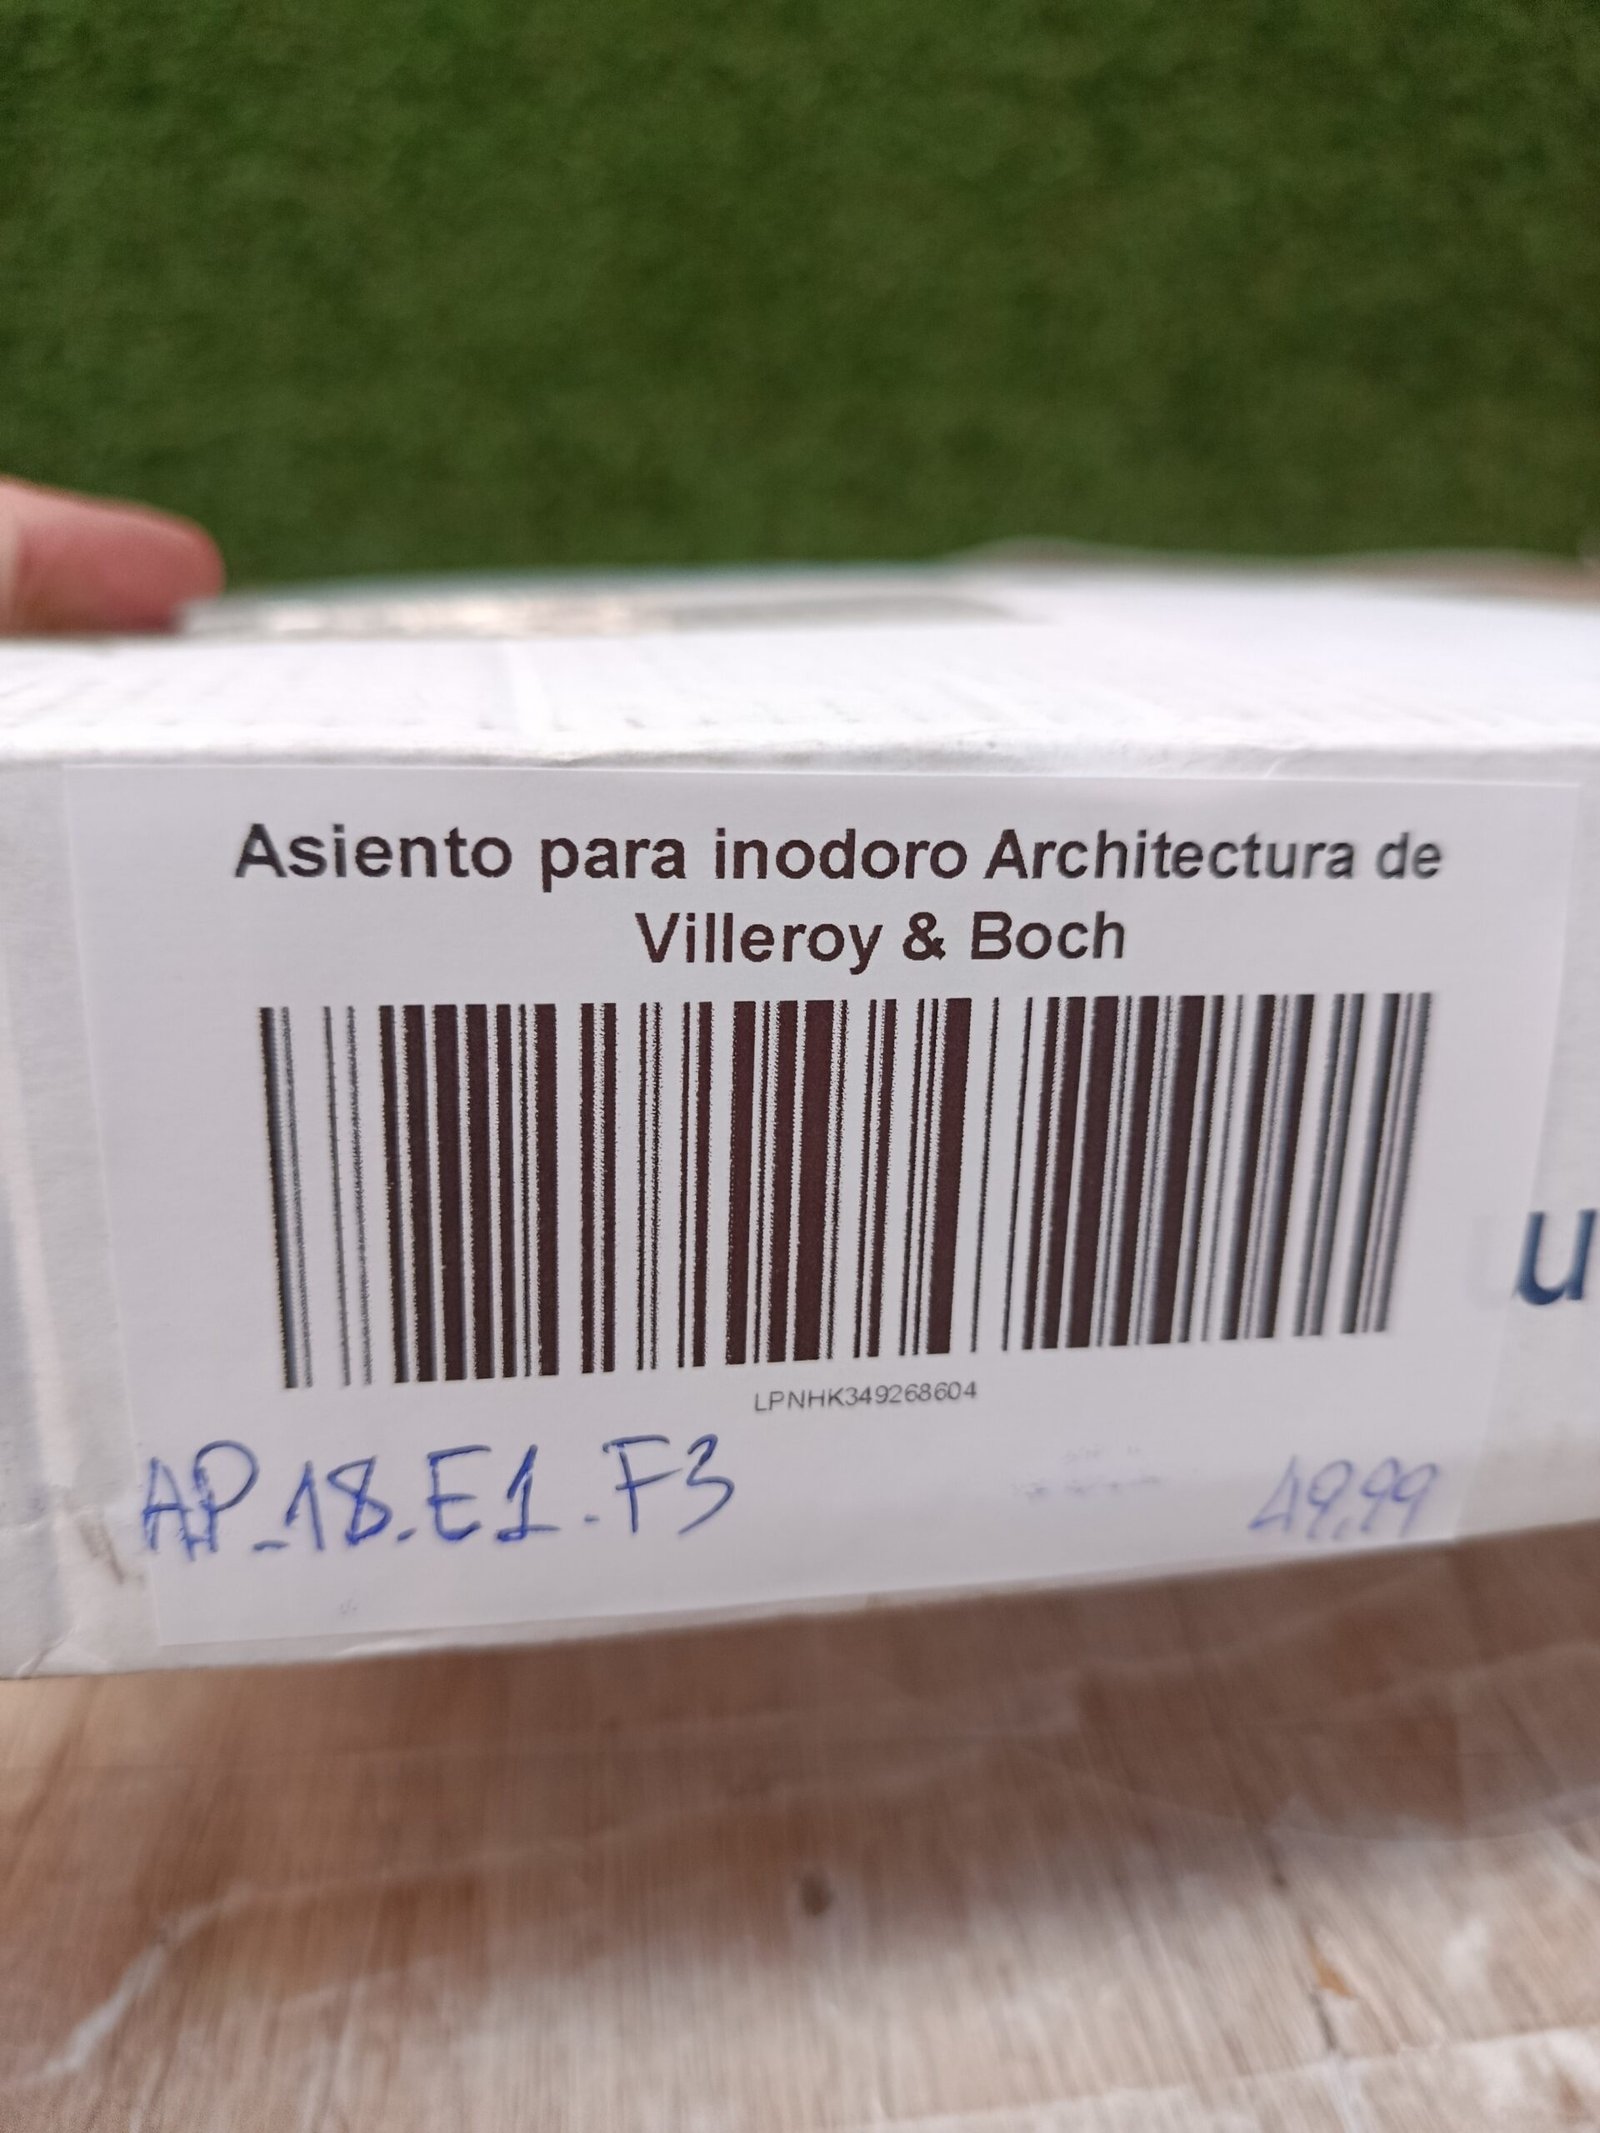 Asiento para inodoro Architectura de
Villeroy & Boch
LPNHK349268604
AP_18.E1.F3
49,99
u